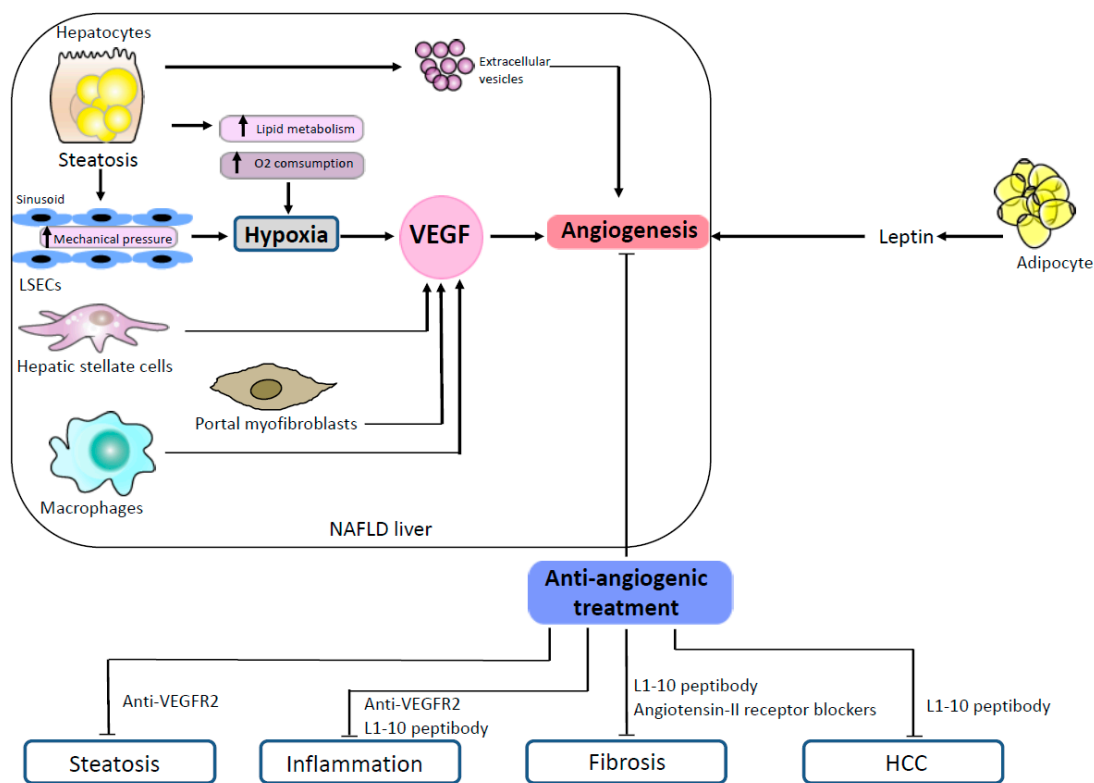 Hepatocytes
Extracellular
vesicles
Lipid metabolism
Steatosis
O2 comsumption
Sinusoid
Mechanical pressure
Hypoxia
VEGF
Angiogenesis
Leptin
Adipocyte
LSECs
Hepatic stellate cells
Portal myofibroblasts
Macrophages
NAFLD liver
Anti-angiogenic
treatment
Anti-VEGFR2
Anti-VEGFR2
L1-10 peptibody
L1-10 peptibody
Angiotensin-II receptor blockers
L1-10 peptibody
Steatosis
Inflammation
Fibrosis
HCC